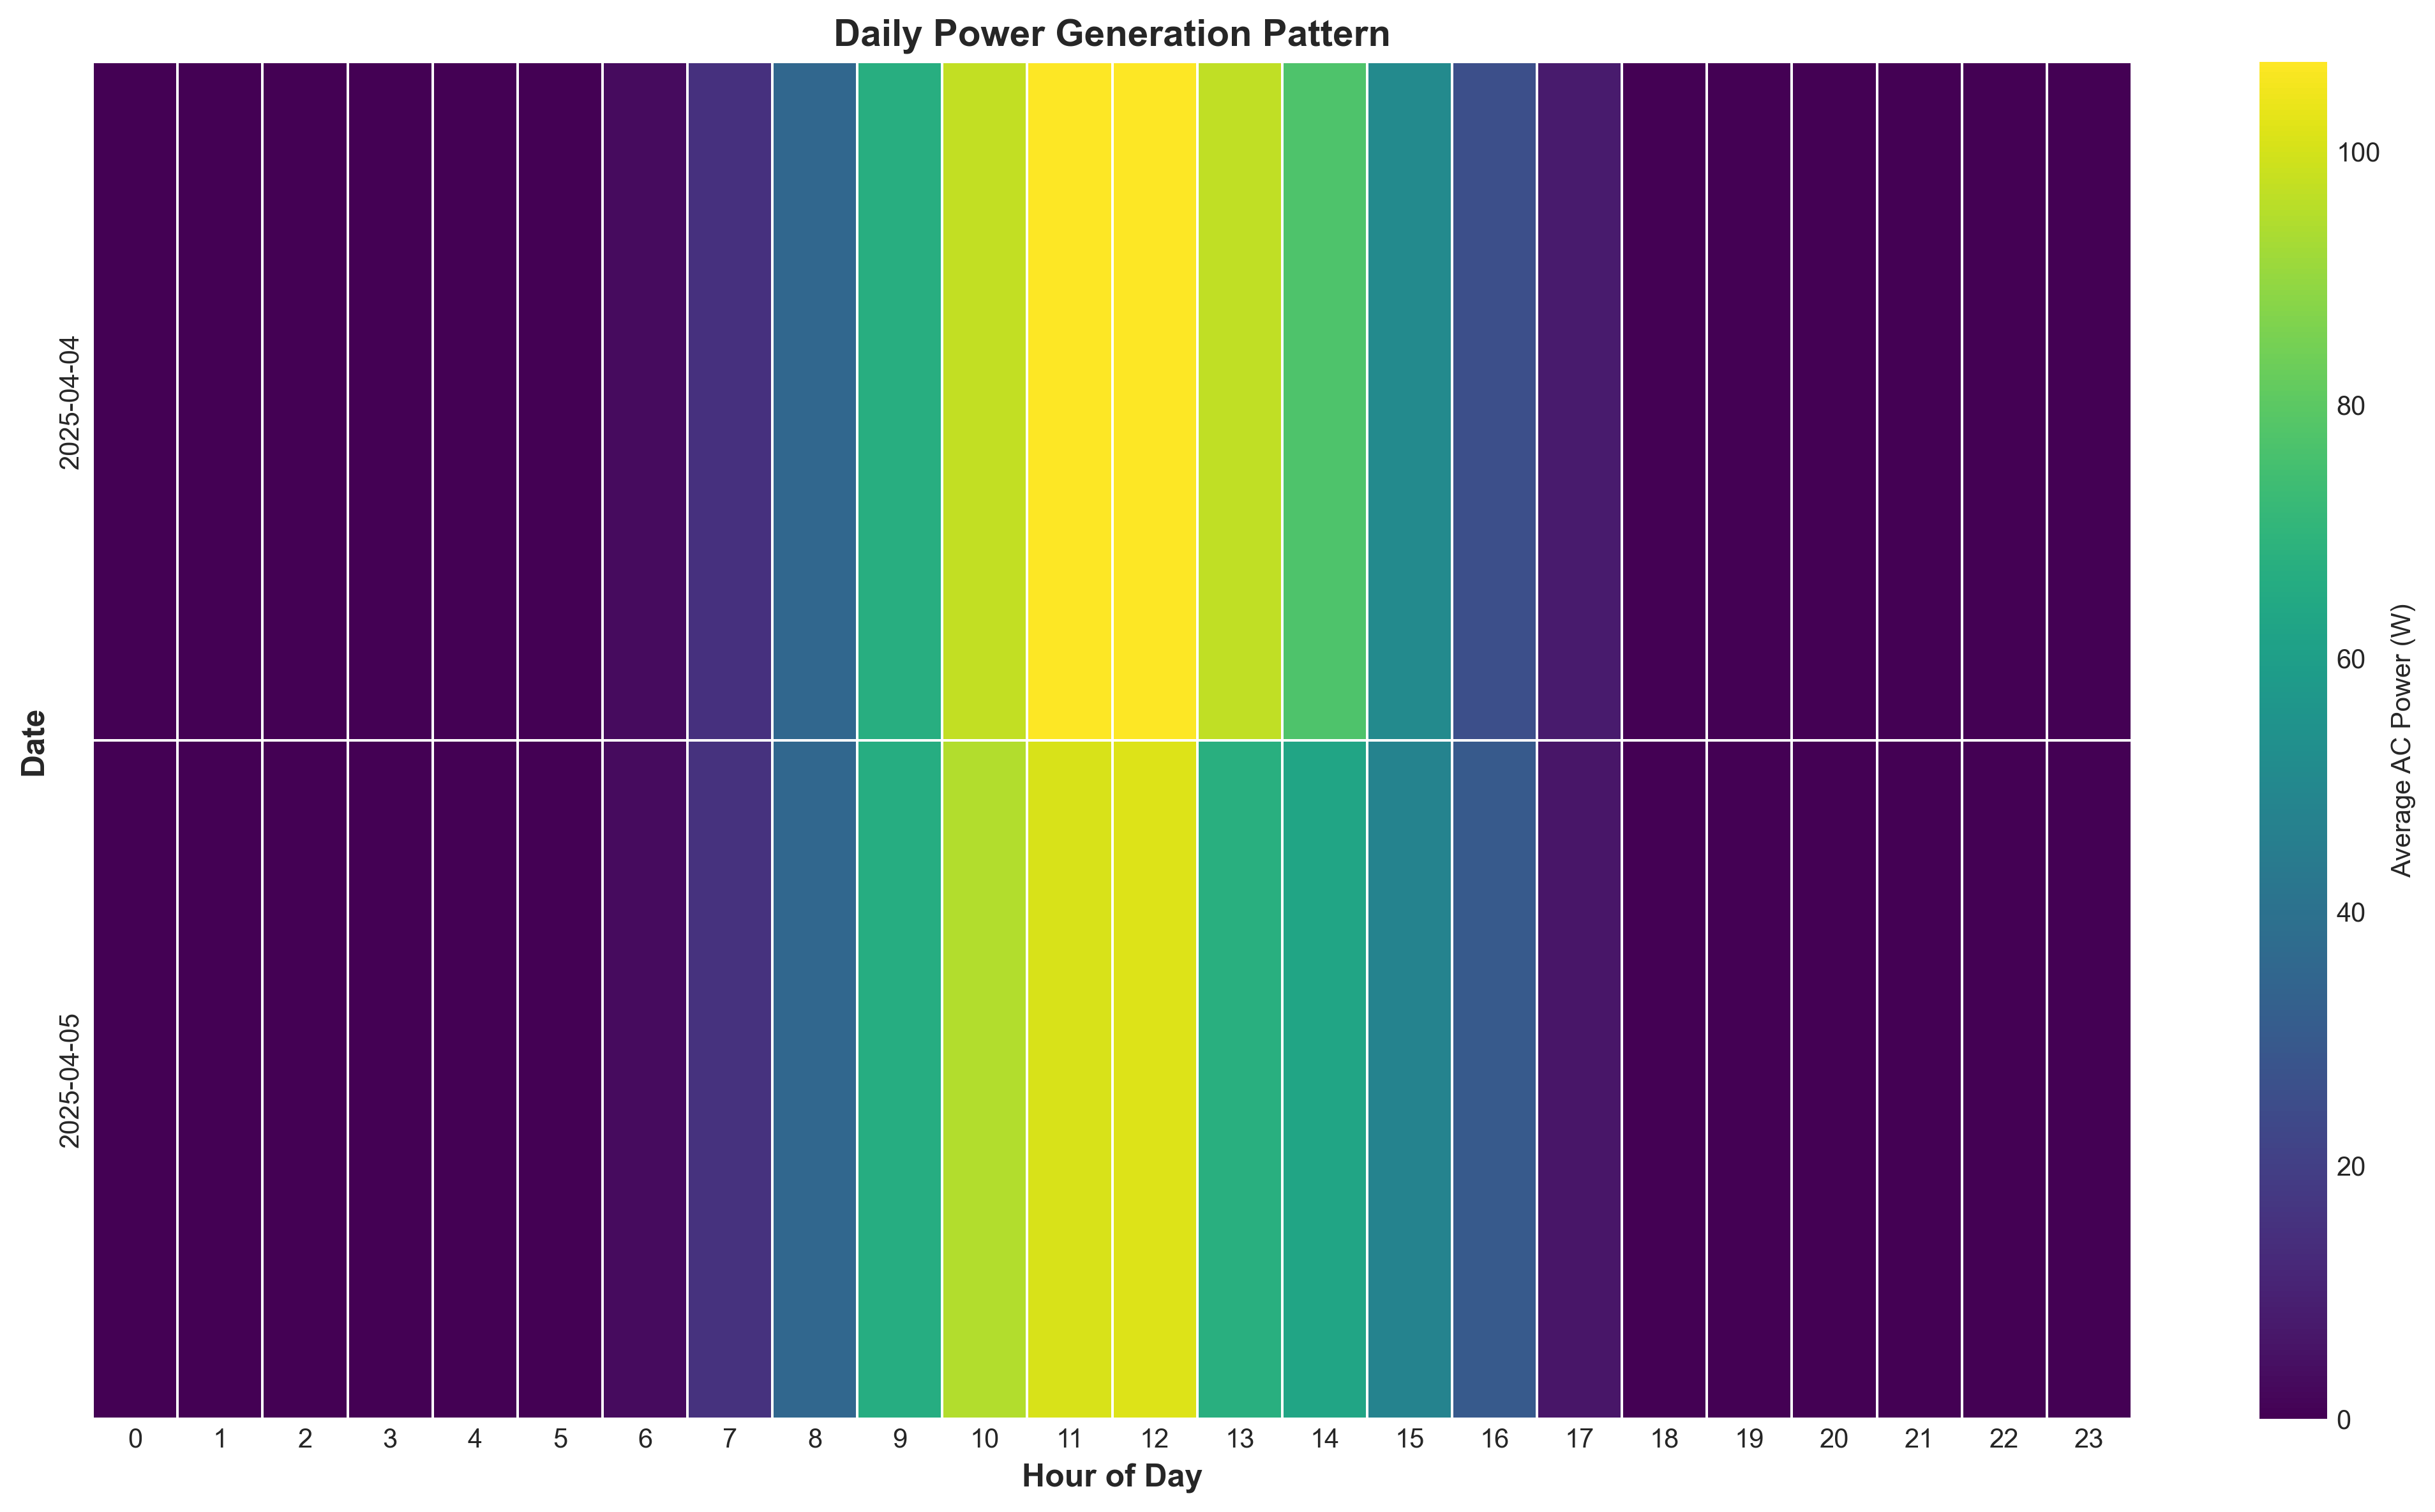 Daily Power Generation Pattern
Date
2025-04-04
2025-04-05
0 1 2 3 4 5 6 7 8 9 10 11 12 13 14 15 16 17 18 19 20 21 22 23
Hour of Day
100
80
60
40
20
0
Average AC Power (W)